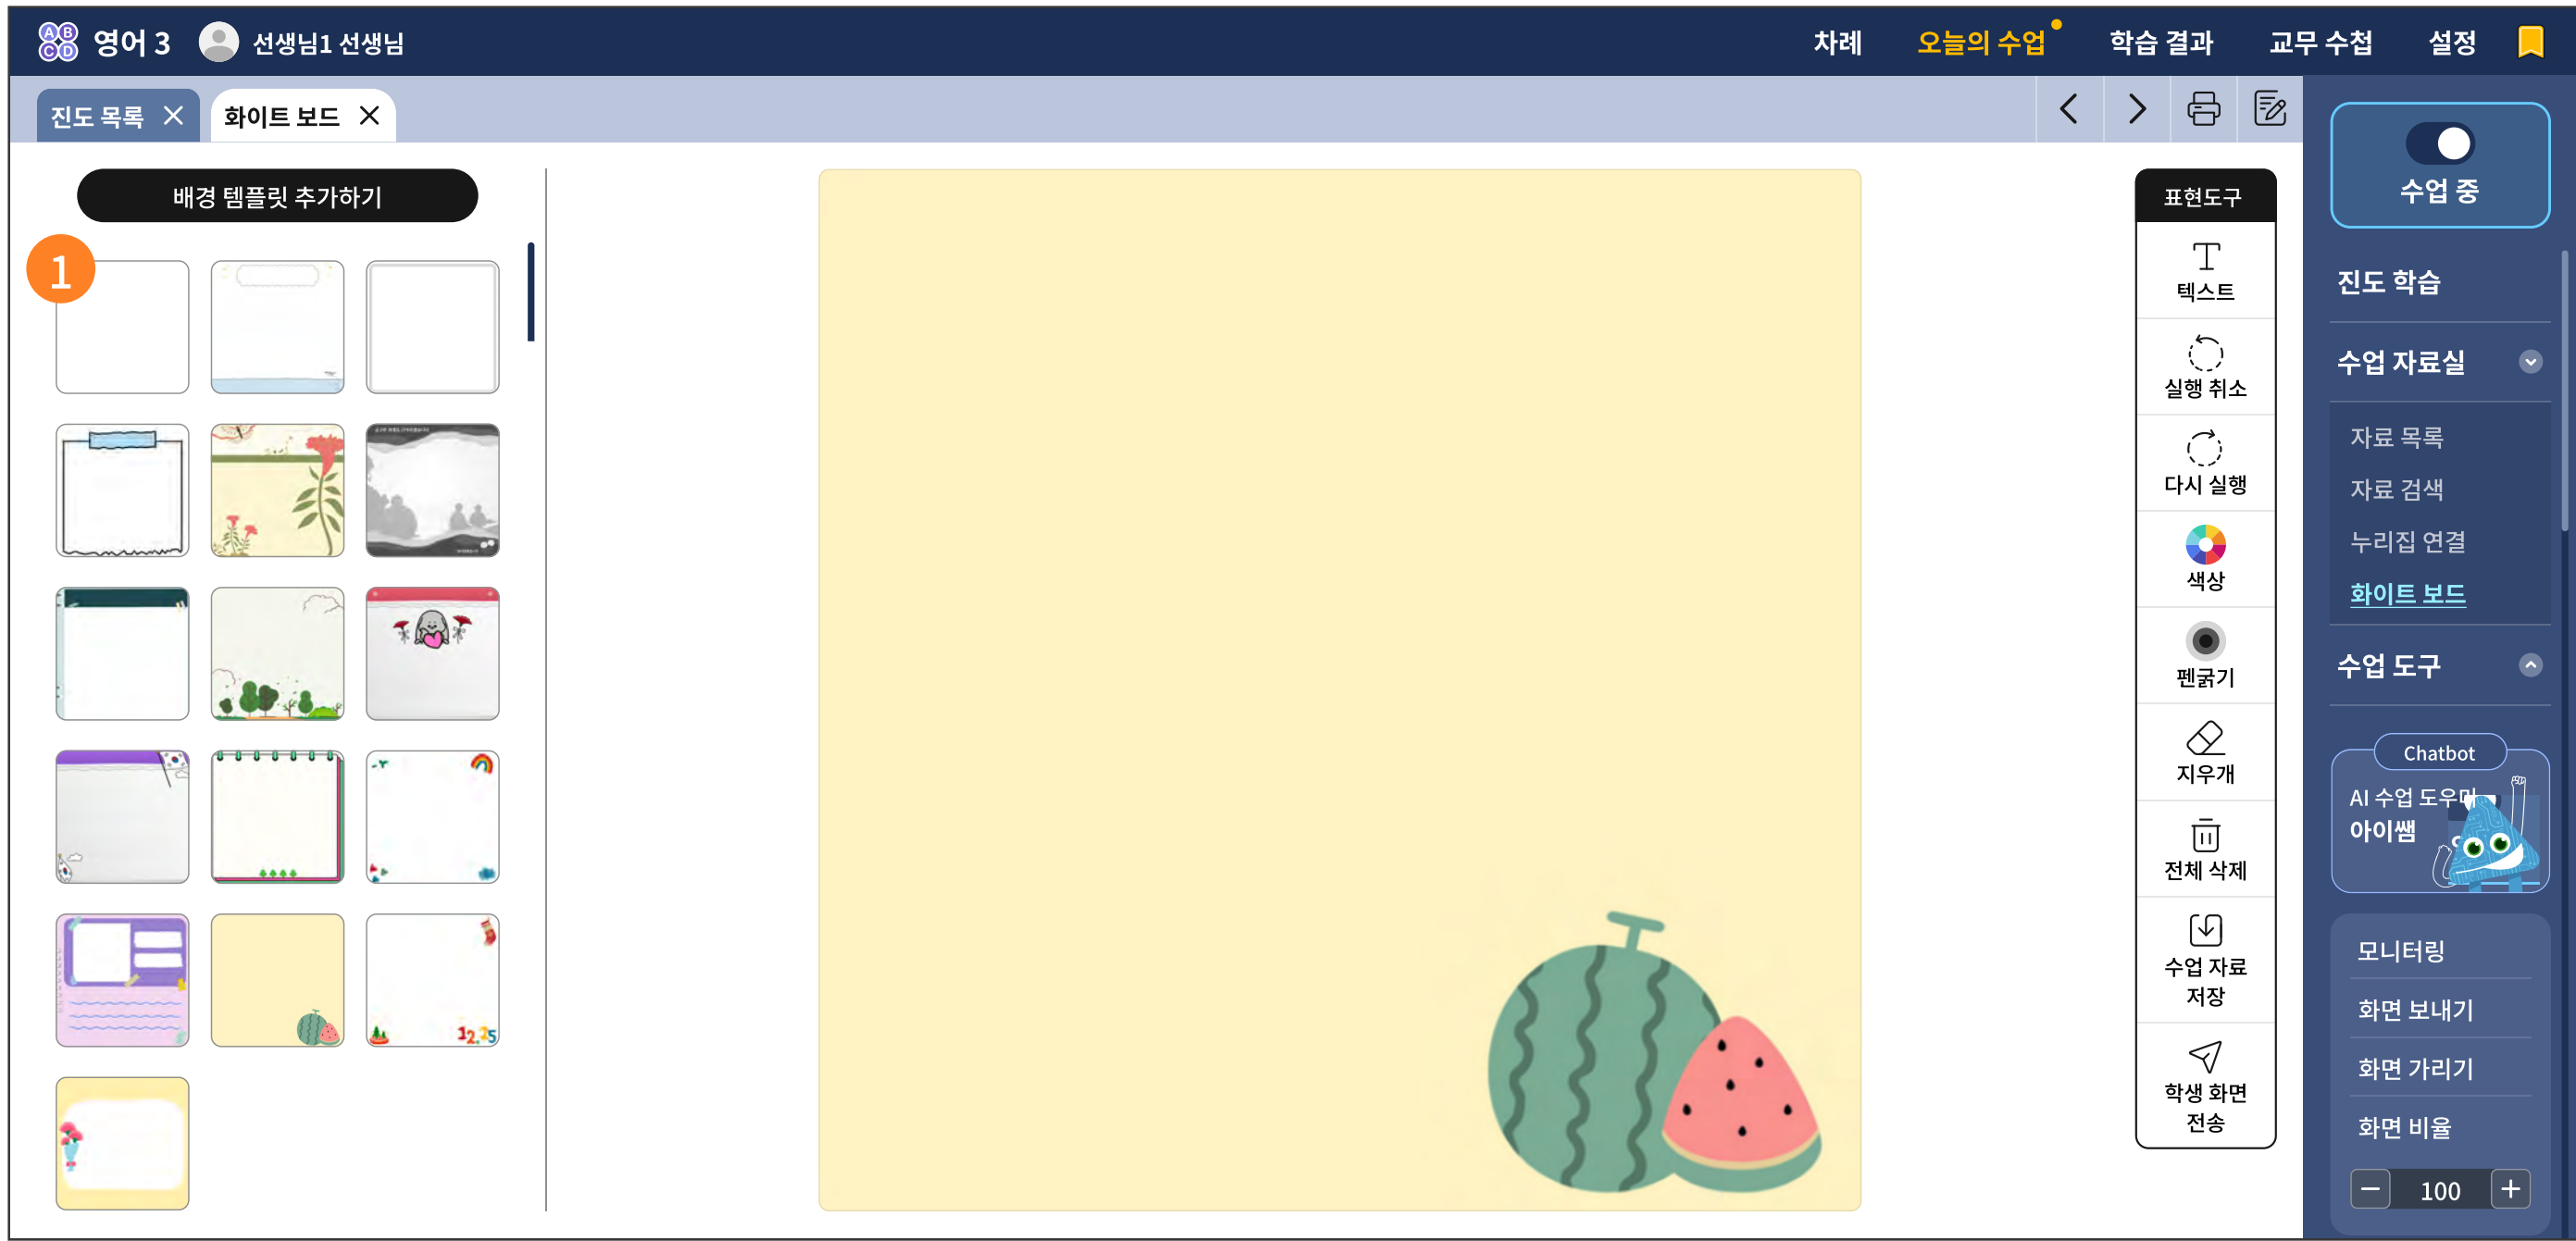 A B C D 영어 3 선생님1 선생님 차례 오늘의 수업 학습 결과 교무 수첩 설정
진도 목록 화이트 보드
배경 템플릿 추가하기
1
12.25
표현도구
텍스트
실행 취소
다시 실행
색상
펜굵기
지우개
전체 삭제
수업 자료
저장
학생 화면
전송
수업 중
진도 학습
수업 자료실
자료 목록
자료 검색
누리집 연결
화이트 보드
수업 도구
Chatbot
AI 수업 도우미
아이쌤
모니터링
화면 보내기
화면 가리기
화면 비율
100